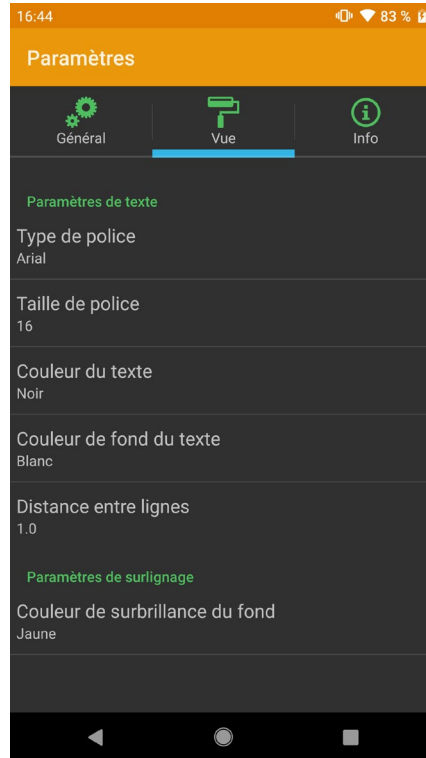 16:44
83 %
Paramètres
Général
Vue
Info
Paramètres de texte
Type de police
Arial
Taille de police
16
Couleur du texte
Noir
Couleur de fond du texte
Blanc
Distance entre lignes
1.0
Paramètres de surlignage
Couleur de surbrillance du fond
Jaune